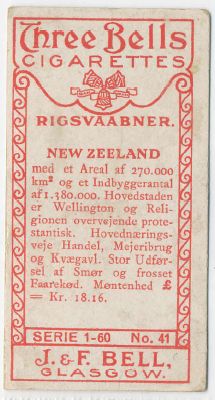 Three Bells
CIGARETTES
RIGSVAABNER.
NEW ZEELAND
med et Areal af 270.000
km² og et Indbyggerantal
af 1.380.000. Hovedstaden
er Wellington og Reli-
gionen overvejende prote-
stantisk. Hovednærings-
veje Handel, Mejeribrug
og Kvægavl. Stor Udfør-
sel af Smør og frosset
Faarekød. Møntenhed £
= Kr. 18.16.
SERIE 1-60 No. 41
J. & F. BELL,
GLASGOW.